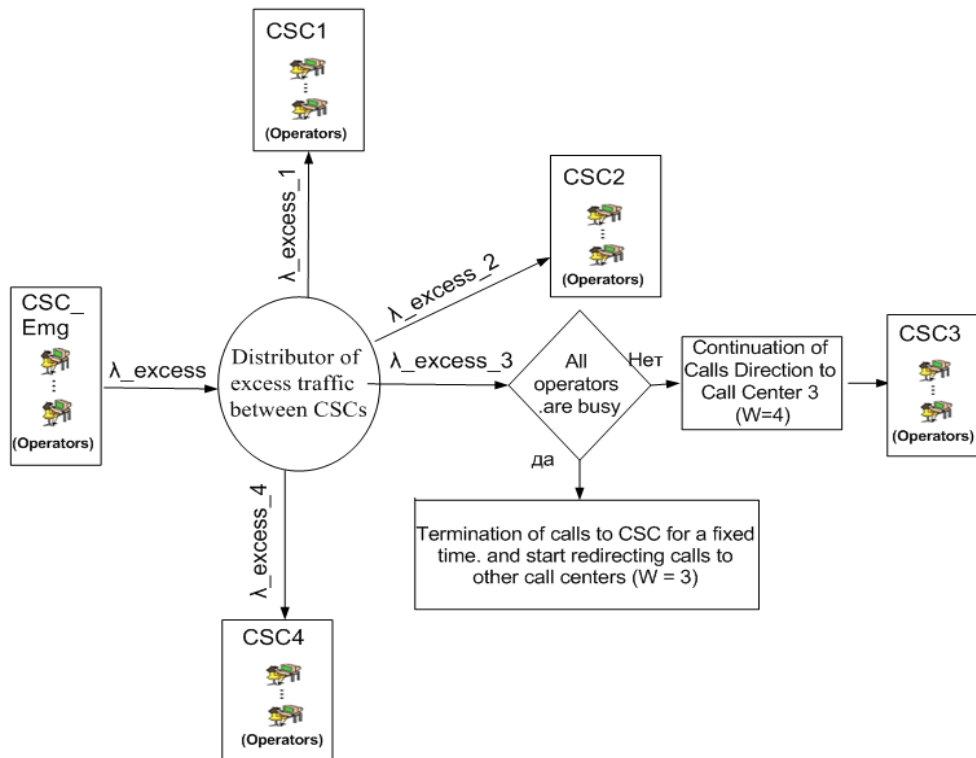 CSC1
(Operators)
λ_excess_1
CSC2
(Operators)
λ_excess_2
CSC_
Emg
(Operators)
λ_excess
Distributor of
excess traffic
between CSCs
λ_excess_3
All
operators
.are busy
Нет
Continuation of
Calls Direction to
Call Center 3
(W=4)
CSC3
(Operators)
да
Termination of calls to CSC for a fixed
time. and start redirecting calls to
other call centers (W = 3)
λ_excess_4
CSC4
(Operators)